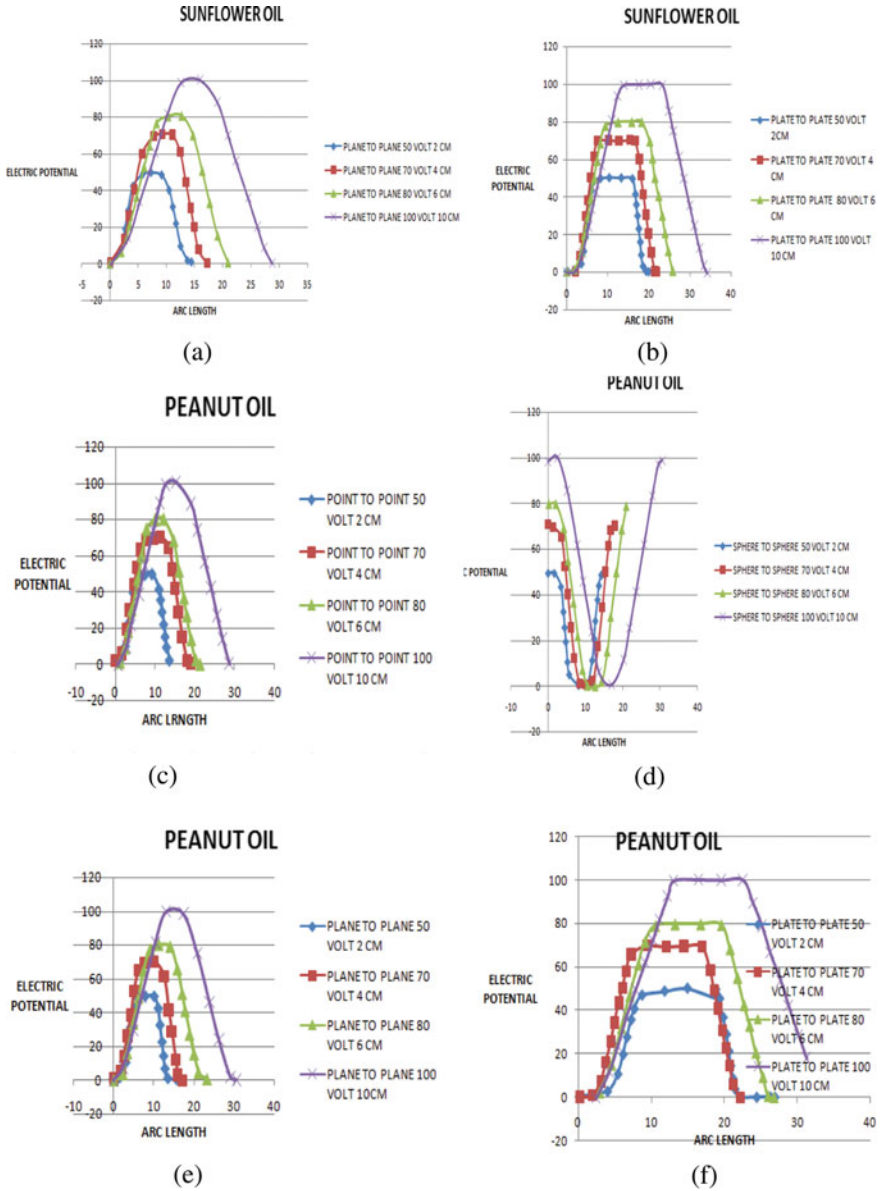 SUNFLOWER OIL
120
100
80
60
40
20
0
-20
ELECTRIC POTENTIAL
-5 0 5 10 15 20 25 30 35
ARC LENGTH
PLANE TO PLANE 50 VOLT 2 CM
PLANE TO PLANE 70 VOLT 4 CM
PLANE TO PLANE 80 VOLT 6 CM
PLANE TO PLANE 100 VOLT 10 CM
(a)
SUNFLOWER OIL
120
100
80
60
40
20
0
-20
ELECTRIC
POTENTIAL
0 10 20 30 40
ARC LENGTH
PLATE TO PLATE 50 VOLT
2CM
PLATE TO PLATE 70 VOLT 4
CM
PLATE TO PLATE 80 VOLT 6
CM
PLATE TO PLATE 100 VOLT
10 CM
(b)
PEANUT OIL
120
100
80
60
40
20
0
-20
ELECTRIC
POTENTIAL
-10 0 10 20 30 40
ARC LRNGTH
POINT TO POINT 50
VOLT 2 CM
POINT TO POINT 70
VOLT 4 CM
POINT TO POINT 80
VOLT 6 CM
POINT TO POINT 100
VOLT 10 CM
(c)
PEANUT OIL
120
100
80
60
40
20
0
-20
C POTENTIAL
-10 0 10 20 30 40
ARC LENGTH
SPHERE TO SPHERE 50 VOLT 2 CM
SPHERE TO SPHERE 70 VOLT 4 CM
SPHERE TO SPHERE 80 VOLT 6 CM
SPHERE TO SPHERE 100 VOLT 10 CM
(d)
PEANUT OIL
120
100
80
60
40
20
0
-20
ELECTRIC
POTENTIAL
-10 0 10 20 30 40
ARC LENGTH
PLANE TO PLANE 50
VOLT 2 CM
PLANE TO PLANE 70
VOLT 4 CM
PLANE TO PLANE 80
VOLT 6 CM
PLANE TO PLANE 100
VOLT 10CM
(e)
PEANUT OIL
120
100
80
60
40
20
0
-20
ELECTRIC
POTENTIAL
0 10 20 30 40
ARC LENGTH
PLATE TO PLATE 50
VOLT 2 CM
PLATE TO PLATE 70
VOLT 4 CM
PLATE TO PLATE 80
VOLT 6 CM
PLATE TO PLATE 100
VOLT 10 CM
(f)